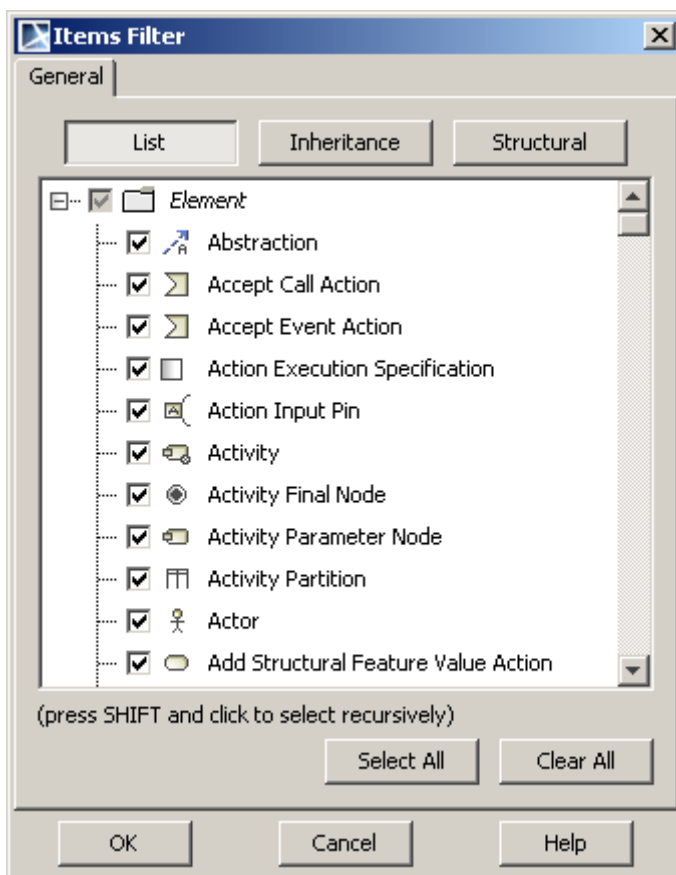 Items Filter
General
List Inheritance Structural
Element
Abstraction
Accept Call Action
Accept Event Action
Action Execution Specification
Action Input Pin
Activity
Activity Final Node
Activity Parameter Node
Activity Partition
Actor
Add Structural Feature Value Action
(press SHIFT and click to select recursively)
Select All Clear All
OK Cancel Help